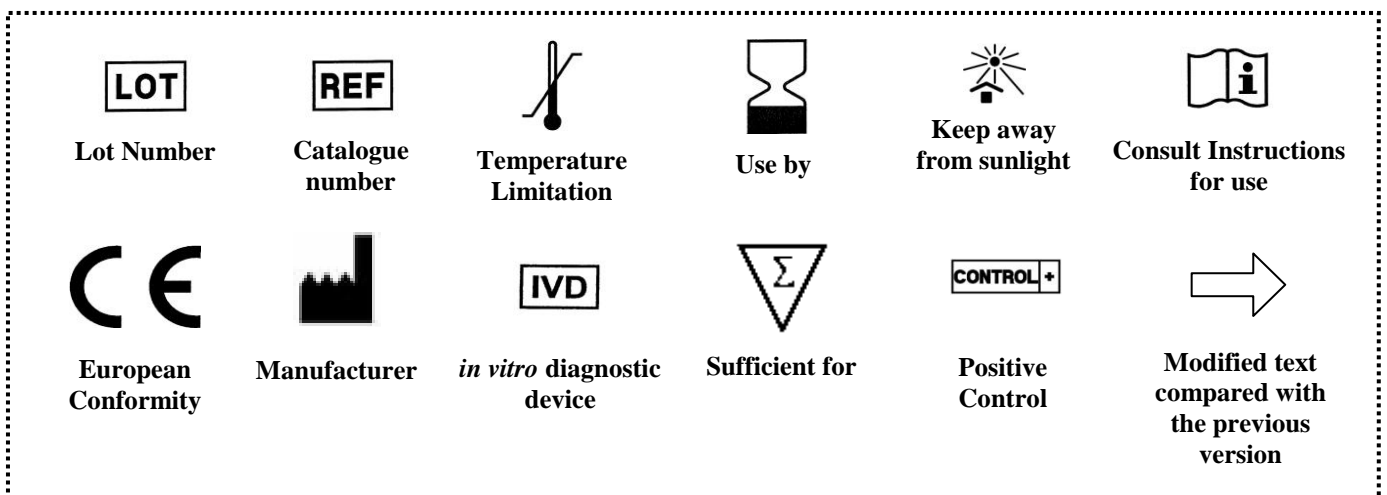 LOT
REF
i
Lot Number
Catalogue
number
Temperature
Limitation
Use by
Keep away
from sunlight
Consult Instructions
for use
CE
IVD
Σ
CONTROL +
European
Conformity
Manufacturer
in vitro diagnostic
device
Sufficient for
Positive
Control
Modified text
compared with
the previous
version